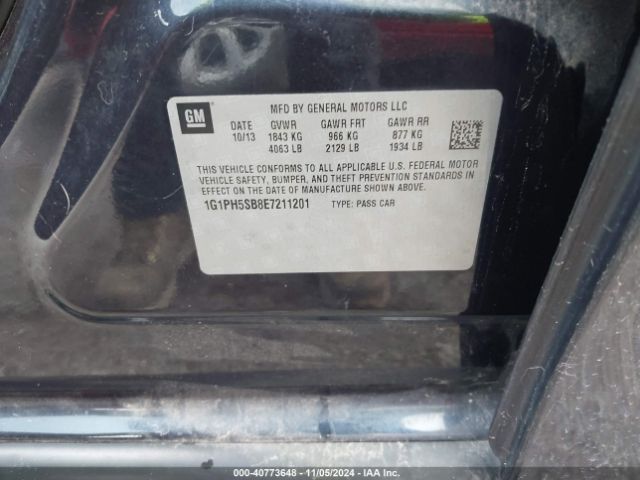 GM
MFD BY GENERAL MOTORS LLC
DATE GVWR GAWR FRT GAWR RR
10/13 1843 KG 966 KG 877 KG
4063 LB 2129 LB 1934 LB
THIS VEHICLE CONFORMS TO ALL APPLICABLE U.S. FEDERAL MOTOR
VEHICLE SAFETY, BUMPER, AND THEFT PREVENTION STANDARDS IN
EFFECT ON THE DATE OF MANUFACTURE SHOWN ABOVE.
1G1PH5SB8E7211201 TYPE: PASS CAR
000-40773648 - 11/05/2024 - IAA Inc.